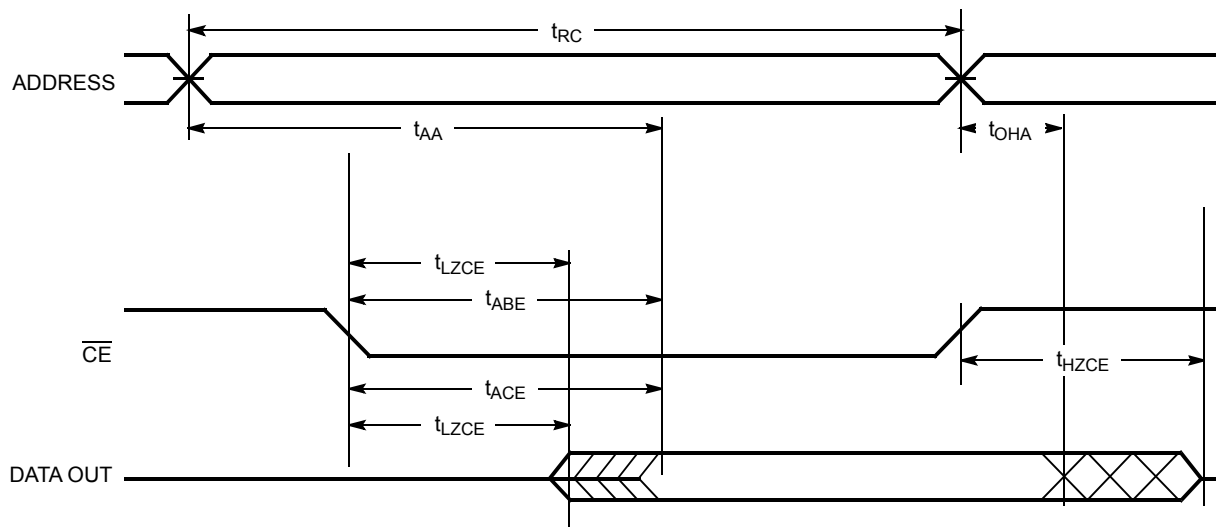 tRC
ADDRESS
tAA
tOHA
tLZCE
tABE
CE
tHZCE
tACE
tLZCE
DATA OUT